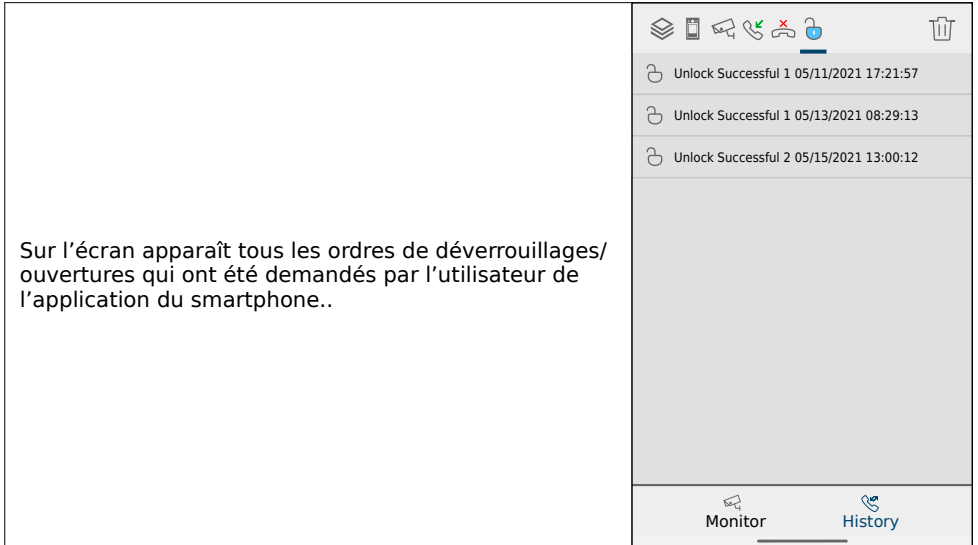 Sur l’écran apparaît tous les ordres de déverrouillages/
ouvertures qui ont été demandés par l’utilisateur de
l’application du smartphone..
Unlock Successful 1 05/11/2021 17:21:57
Unlock Successful 1 05/13/2021 08:29:13
Unlock Successful 2 05/15/2021 13:00:12
Monitor
History